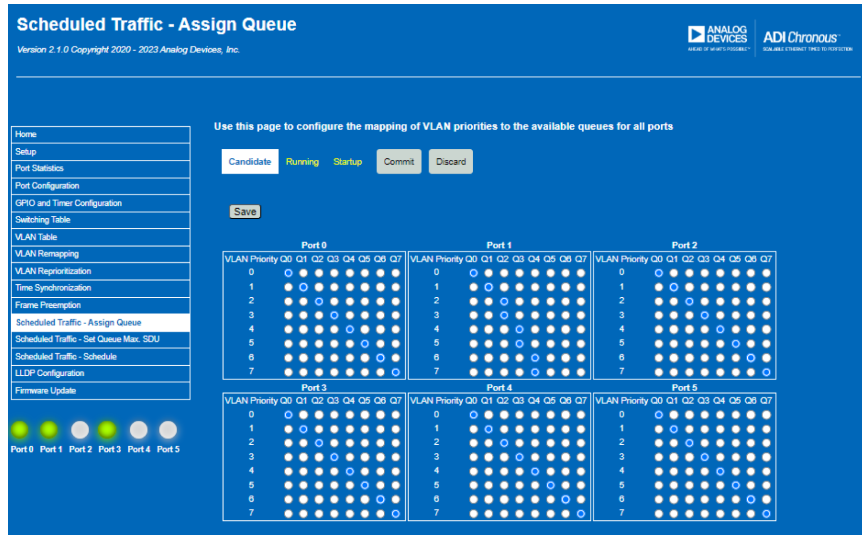 Scheduled Traffic - Assign Queue
Version 2.1.0 Copyright 2020 - 2023 Analog Devices, Inc.
ANALOG
DEVICES
AHEAD OF WHAT'S POSSIBLE™
ADI Chronous™
SCALABLE ETHERNET TIMED TO PERFECTION
Use this page to configure the mapping of VLAN priorities to the available queues for all ports
Home
Setup
Port Statistics
Port Configuration
GPIO and Timer Configuration
Switching Table
VLAN Table
VLAN Remapping
VLAN Reprioritization
Time Synchronization
Frame Preemption
Scheduled Traffic - Assign Queue
Scheduled Traffic - Set Queue Max. SDU
Scheduled Traffic - Schedule
LLDP Configuration
Firmware Update
Port 0 Port 1 Port 2 Port 3 Port 4 Port 5
Candidate Running Startup Commit Discard
Save
Port 0
VLAN Priority Q0 Q1 Q2 Q3 Q4 Q5 Q6 Q7
0
1
2
3
4
5
6
7
Port 1
VLAN Priority Q0 Q1 Q2 Q3 Q4 Q5 Q6 Q7
0
1
2
3
4
5
6
7
Port 2
VLAN Priority Q0 Q1 Q2 Q3 Q4 Q5 Q6 Q7
0
1
2
3
4
5
6
7
Port 3
VLAN Priority Q0 Q1 Q2 Q3 Q4 Q5 Q6 Q7
0
1
2
3
4
5
6
7
Port 4
VLAN Priority Q0 Q1 Q2 Q3 Q4 Q5 Q6 Q7
0
1
2
3
4
5
6
7
Port 5
VLAN Priority Q0 Q1 Q2 Q3 Q4 Q5 Q6 Q7
0
1
2
3
4
5
6
7